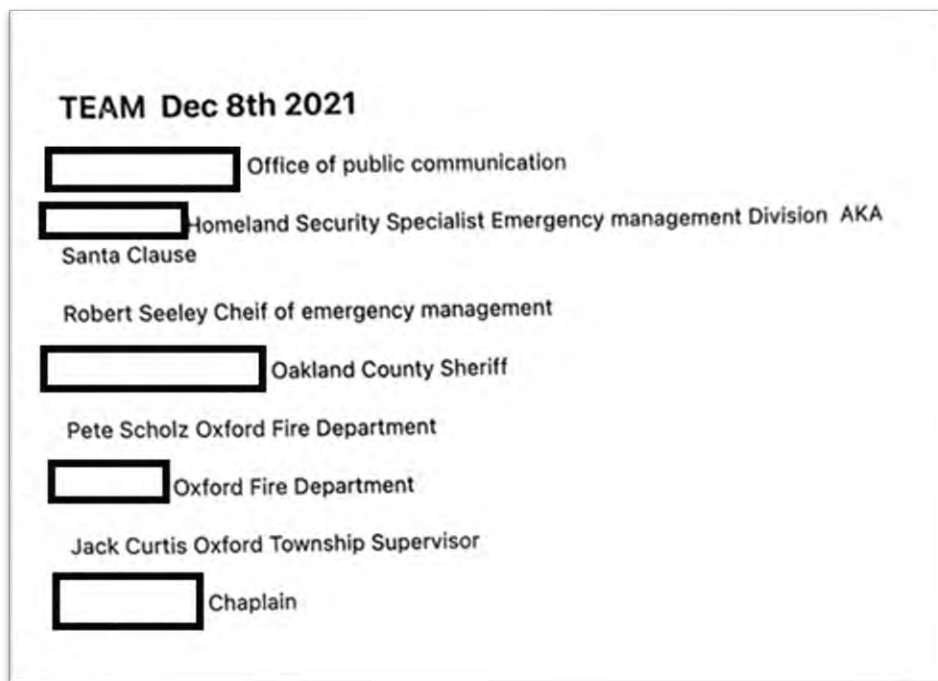 TEAM Dec 8th 2021
Office of public communication
Homeland Security Specialist Emergency management Division AKA
Santa Clause
Robert Seeley Cheif of emergency management
Oakland County Sheriff
Pete Scholz Oxford Fire Department
Oxford Fire Department
Jack Curtis Oxford Township Supervisor
Chaplain